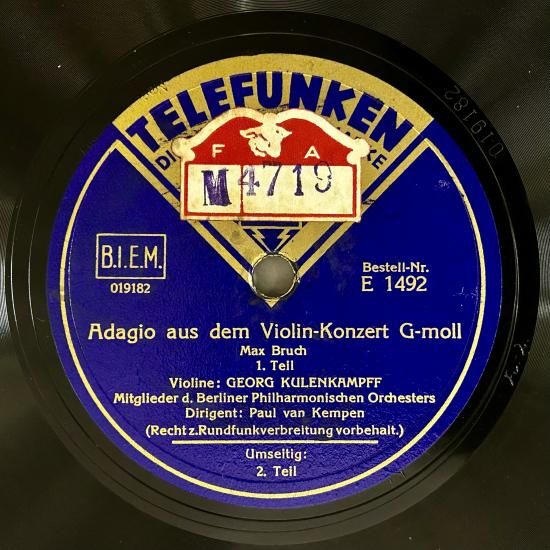 TELEFUNKEN
F A
M 4719
B.I.E.M.
019182
Bestell-Nr.
E 1492
Adagio aus dem Violin-Konzert G-moll
Max Bruch
1. Teil
Violine: GEORG KULENKAMPFF
Mitglieder d. Berliner Philharmonischen Orchesters
Dirigent: Paul van Kempen
(Recht z. Rundfunkverbreitung vorbehalt.)
Umseitig:
2. Teil
019182